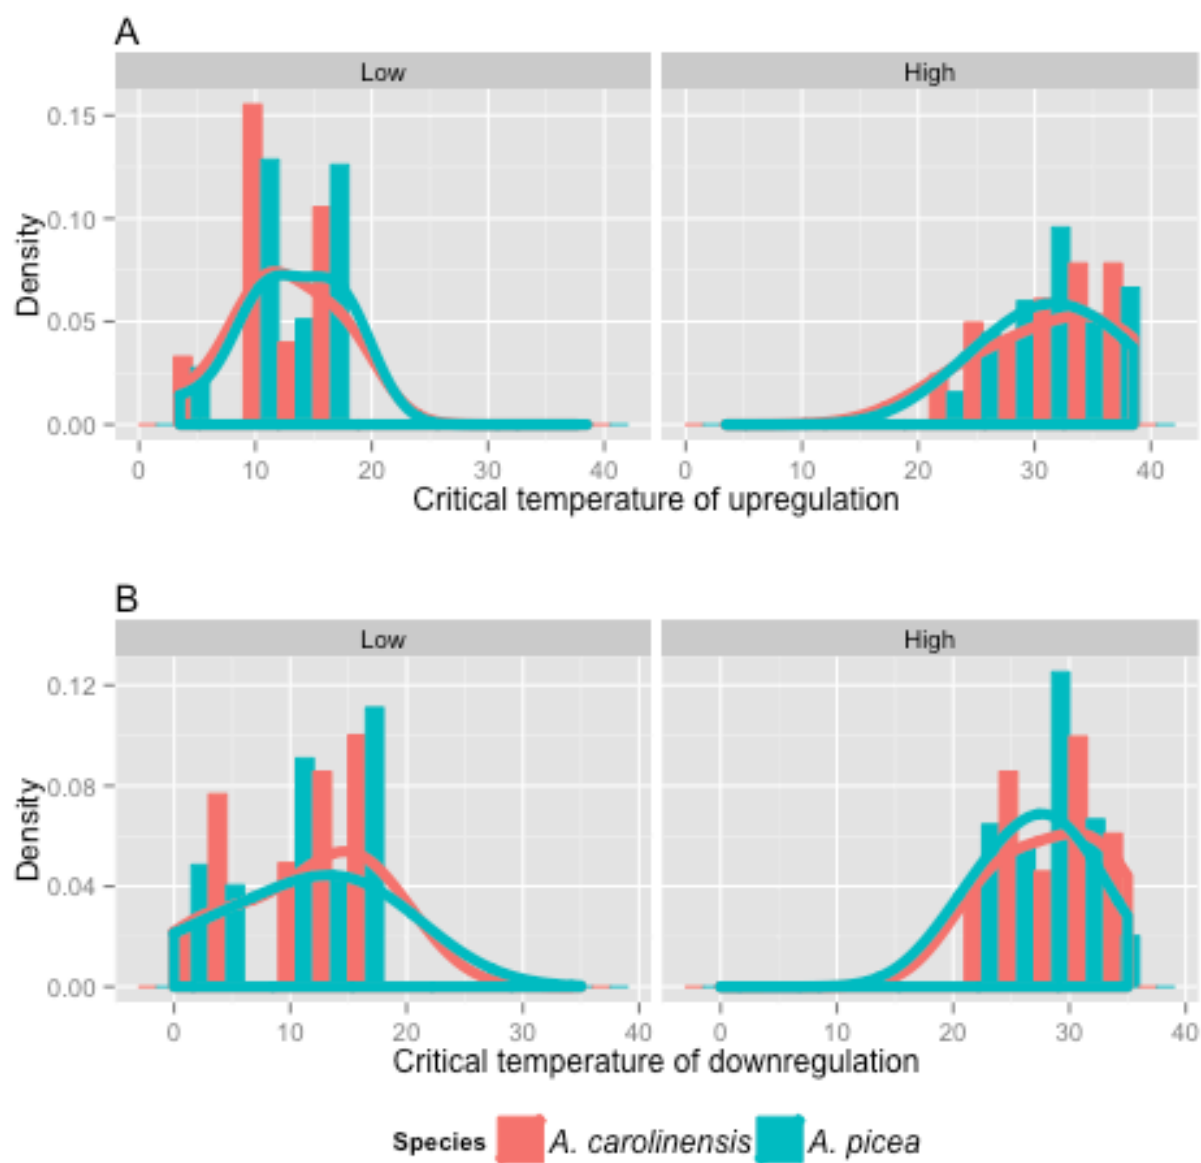 A
Low High
0.15
0.10
0.05
0.00
Density
0 10 20 30 40 0 10 20 30 40
Critical temperature of upregulation
B
Low High
0.12
0.08
0.04
0.00
Density
0 10 20 30 40 0 10 20 30 40
Critical temperature of downregulation
Species A. carolinensis A. picea